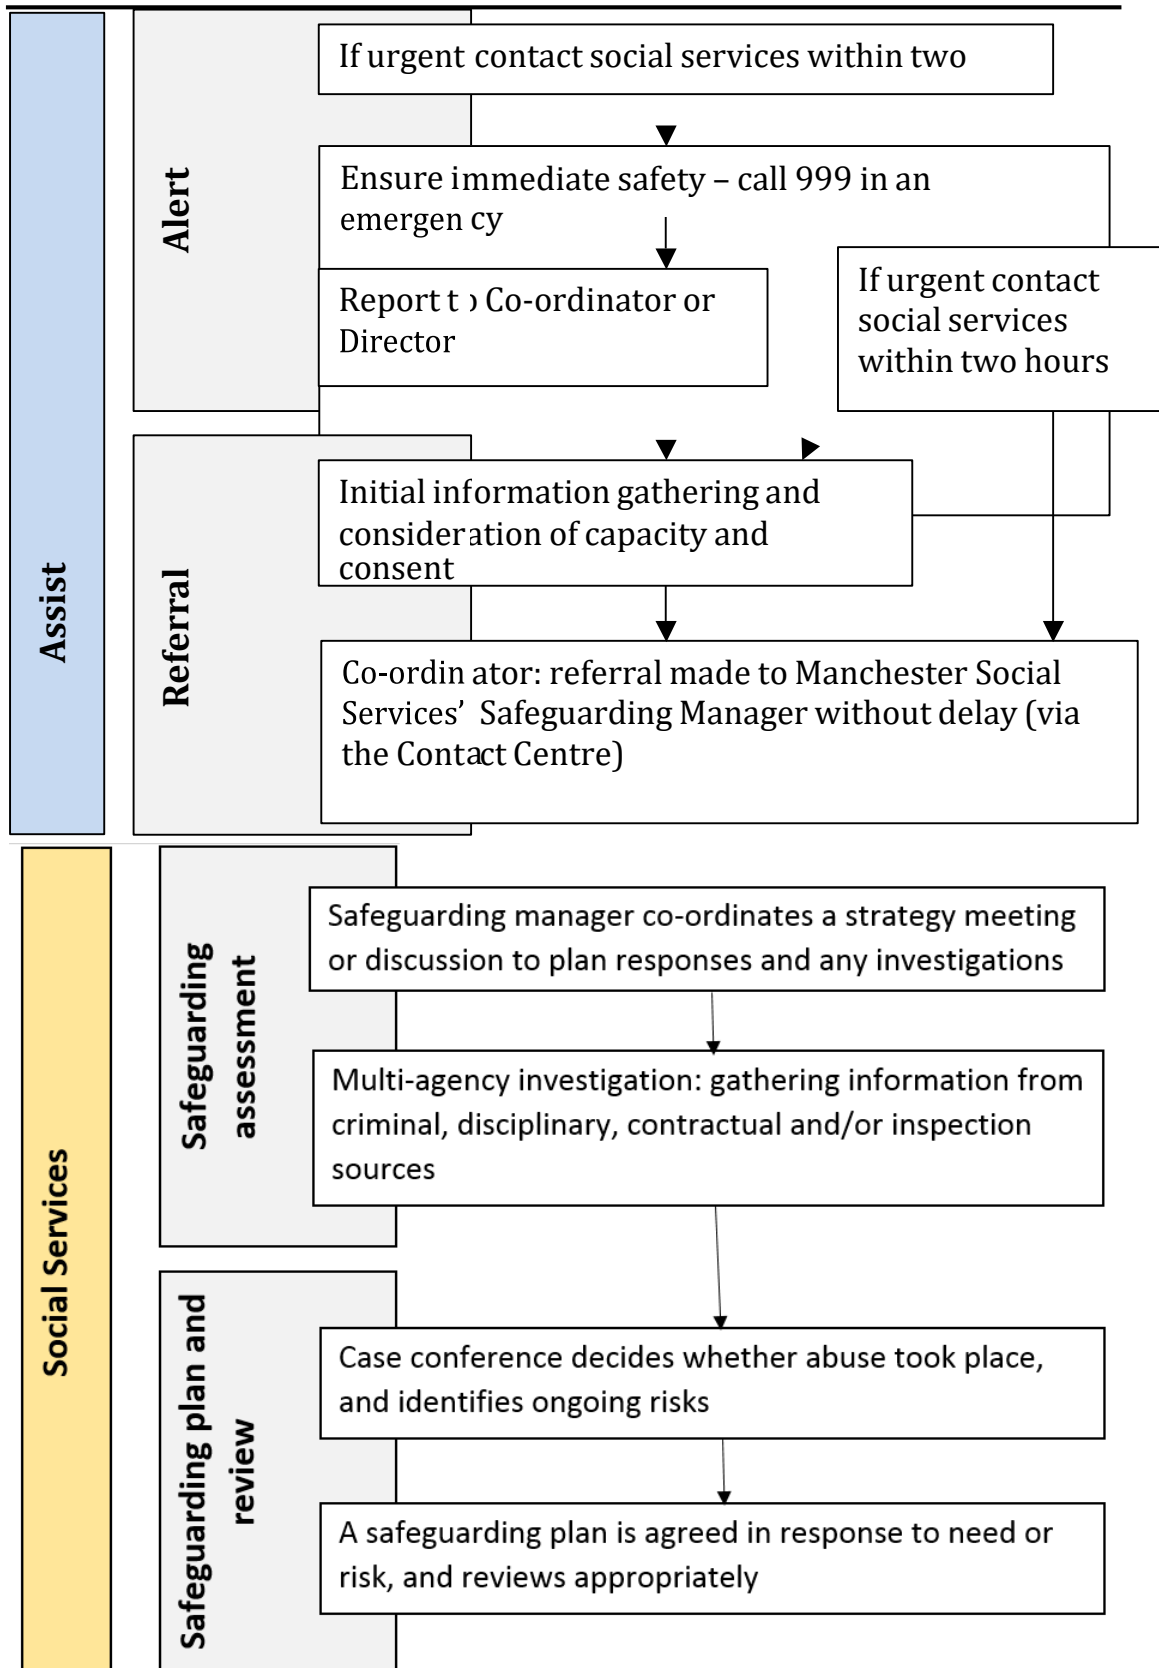 If urgent contact social services within two
Alert
Ensure immediate safety – call 999 in an
emergen cy
Report t o Co-ordinator or
Director
If urgent contact
social services
within two hours
Assist
Referral
Initial information gathering and
consideration of capacity and
consent
Co-ordin ator: referral made to Manchester Social
Services’ Safeguarding Manager without delay (via
the Contact Centre)
Social Services
Safeguarding
assessment
Safeguarding manager co-ordinates a strategy meeting
or discussion to plan responses and any investigations
Multi-agency investigation: gathering information from
criminal, disciplinary, contractual and/or inspection
sources
Safeguarding plan and
review
Case conference decides whether abuse took place,
and identifies ongoing risks
A safeguarding plan is agreed in response to need or
risk, and reviews appropriately